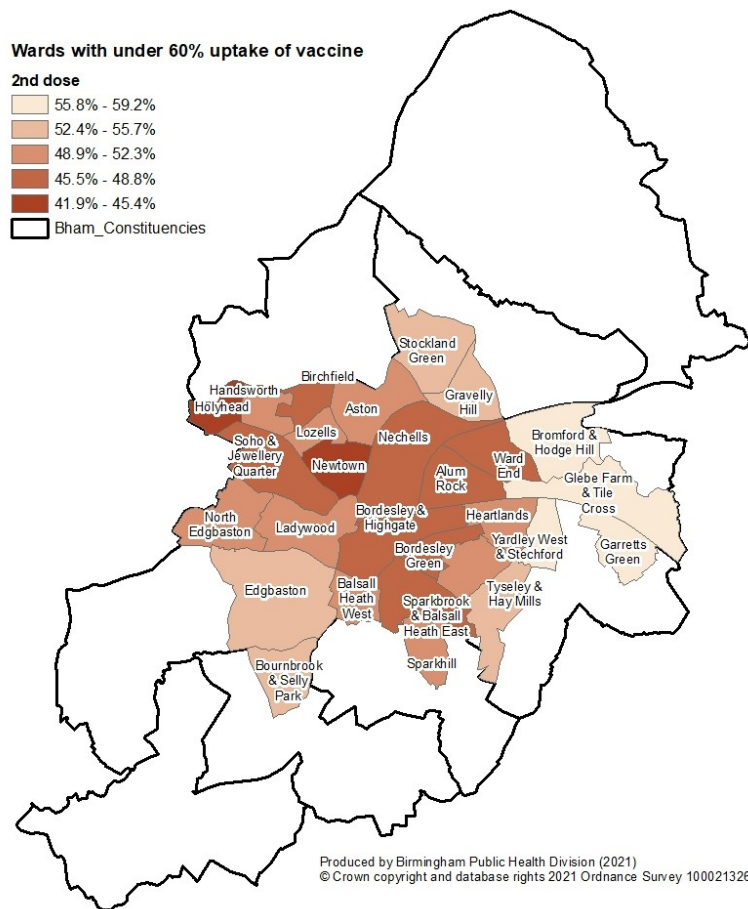 Wards with under 60% uptake of vaccine
2nd dose
55.8% - 59.2%
52.4% - 55.7%
48.9% - 52.3%
45.5% - 48.8%
41.9% - 45.4%
Bham_Constituencies
Stockland
Green
Birchfield
Handsworth
Holyhead
Gravelly
Hill
Aston
Lozells
Nechells
Bromford &
Hodge Hill
Soho &
Jewellery
Quarter
Newtown
Ward
End
Alum
Rock
Glebe Farm
& Tile
Cross
North
Edgbaston
Ladywood
Bordesley &
Highgate
Heartlands
Yardley West
& Stechford
Garretts
Green
Bordesley
Green
Edgbaston
Balsall
Heath
West
Tyseley &
Hay Mills
Sparkbrook
& Balsall
Heath East
Sparkhill
Bournbrook
& Selly
Park
Produced by Birmingham Public Health Division (2021)
© Crown copyright and database rights 2021 Ordnance Survey 100021326